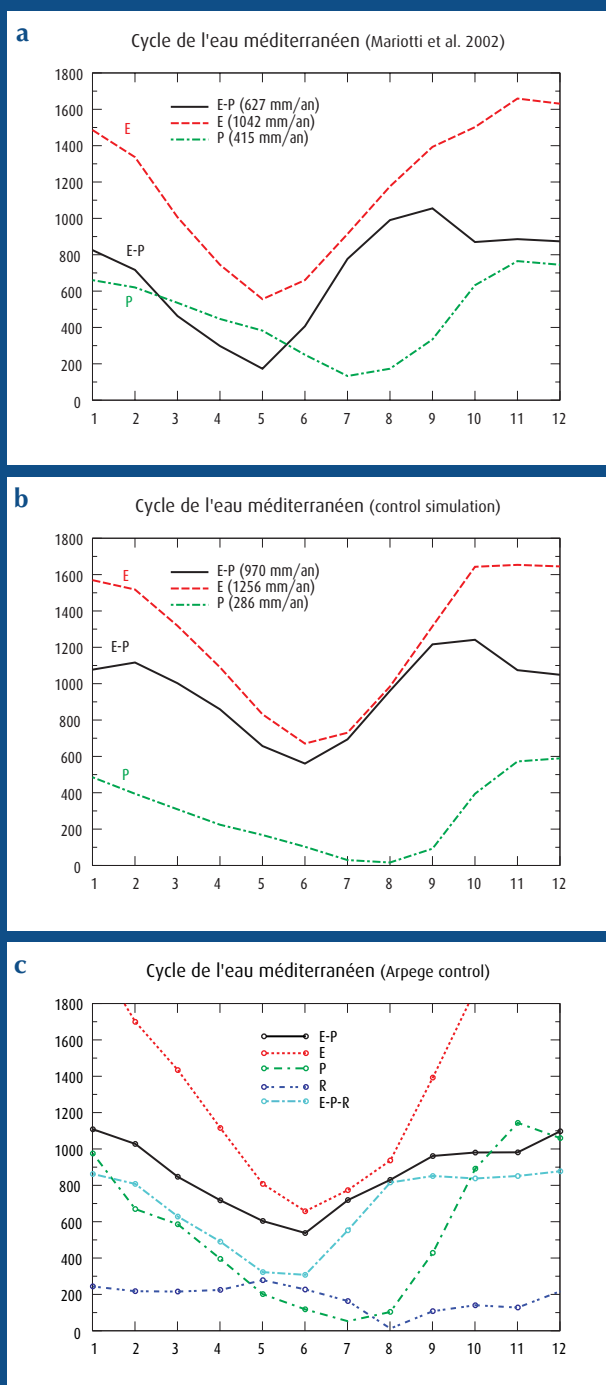 a
Cycle de l'eau méditerranéen (Mariotti et al. 2002)
1800
1600
1400
1200
1000
800
600
400
200
0
E-P (627 mm/an)
E (1042 mm/an)
P (415 mm/an)
E
E-P
P
1 2 3 4 5 6 7 8 9 10 11 12
b
Cycle de l'eau méditerranéen (control simulation)
1800
1600
1400
1200
1000
800
600
400
200
0
E-P (970 mm/an)
E (1256 mm/an)
P (286 mm/an)
E
E-P
P
1 2 3 4 5 6 7 8 9 10 11 12
c
Cycle de l'eau méditerranéen (Arpege control)
1800
1600
1400
1200
1000
800
600
400
200
0
E-P
E
P
R
E-P-R
1 2 3 4 5 6 7 8 9 10 11 12